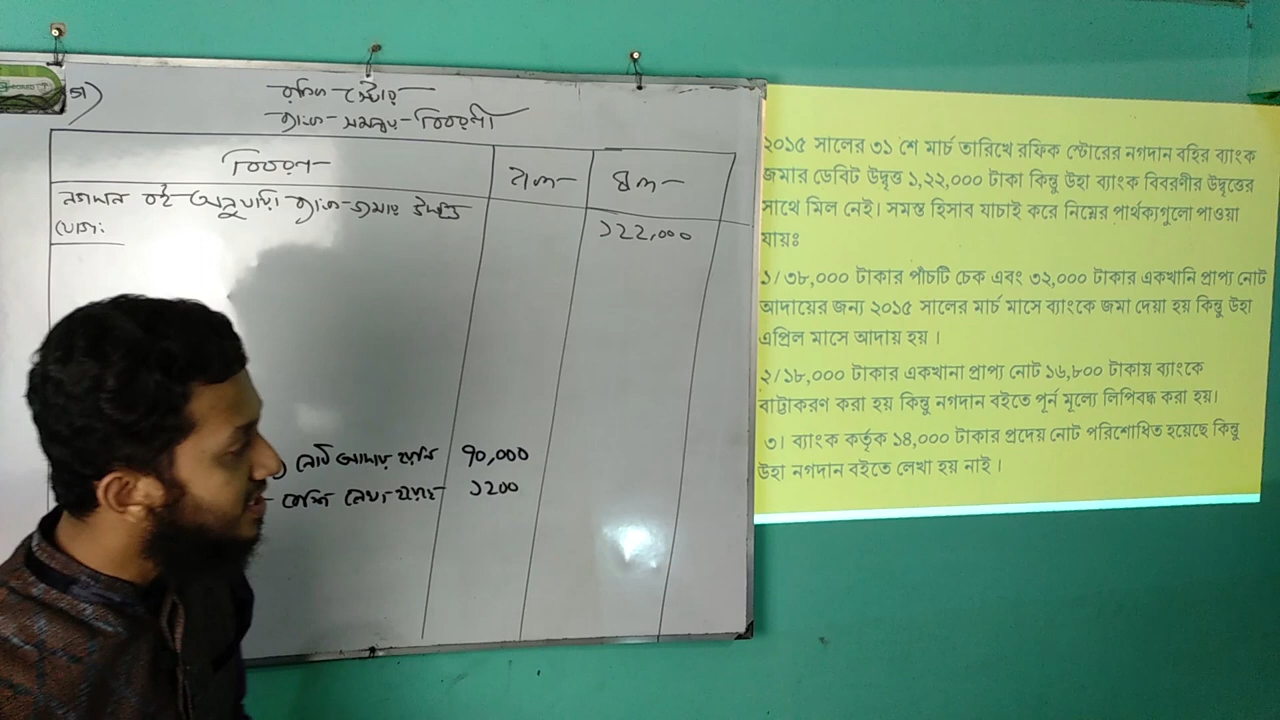 ৩)
রফিক স্টোর
ব্যাংক সমন্বয় বিবরণী
বিবরণ
নগদান বই অনুযায়ী ব্যাংক জমার উদ্বৃত্ত
যোগ:
১২২,০০০
নোট আদায়
৭০,০০০
বেশি লেখা হয়েছে
১২০০
২০১৫ সালের ৩১ শে মার্চ তারিখে রফিক স্টোরের নগদান বহির ব্যাংক
জমার ডেবিট উদ্বৃত্ত ১,২২,০০০ টাকা কিন্তু উহা ব্যাংক বিবরণীর উদ্বৃত্তের
সাথে মিল নেই। সমস্ত হিসাব যাচাই করে নিম্নের পার্থক্যগুলো পাওয়া
যায়ঃ
১/৩৮,০০০ টাকার পাঁচটি চেক এবং ৩২,০০০ টাকার একখানি প্রাপ্য নোট
আদায়ের জন্য ২০১৫ সালের মার্চ মাসে ব্যাংকে জমা দেয়া হয় কিন্তু উহা
এপ্রিল মাসে আদায় হয় ।
২/১৮,০০০ টাকার একখানা প্রাপ্য নোট ১৬,৮০০ টাকায় ব্যাংকে
বাট্টাকরণ করা হয় কিন্তু নগদান বইতে পূর্ন মূল্যে লিপিবদ্ধ করা হয়।
৩। ব্যাংক কর্তৃক ১৪,০০০ টাকার প্রদেয় নোট পরিশোধিত হয়েছে কিন্তু
উহা নগদান বইতে লেখা হয় নাই ।